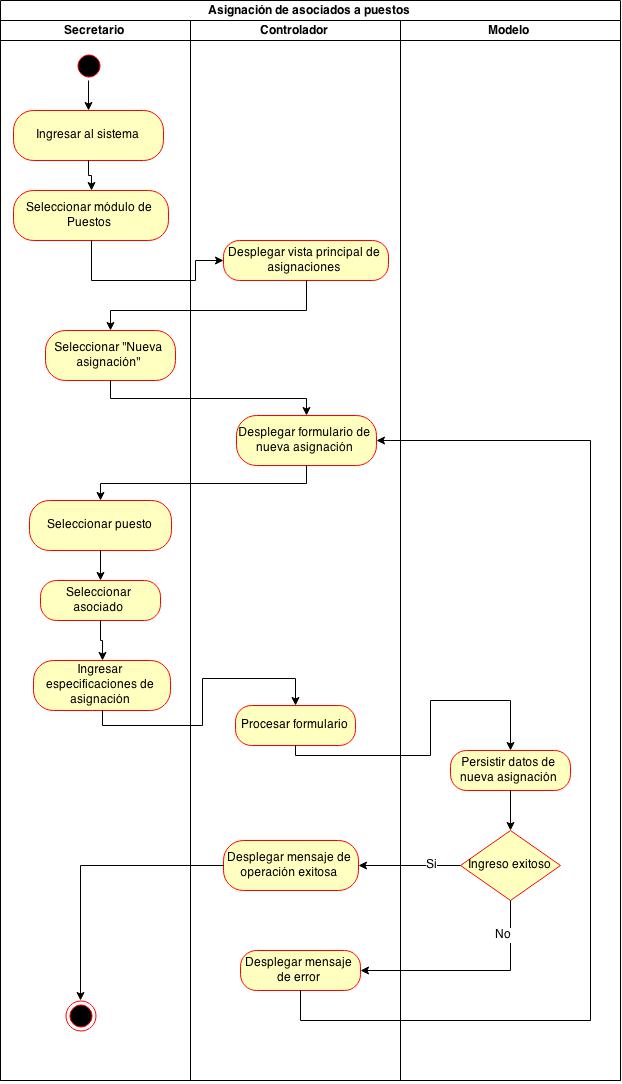 Asignación de asociados a puestos
Secretario
Controlador
Modelo
Ingresar al sistema
Seleccionar módulo de
Puestos
Desplegar vista principal de
asignaciones
Seleccionar "Nueva
asignación"
Desplegar formulario de
nueva asignación
Seleccionar puesto
Seleccionar
asociado
Ingresar
especificaciones de
asignación
Procesar formulario
Persistir datos de
nueva asignación
Ingreso exitoso
Si
Desplegar mensaje de
operación exitosa
No
Desplegar mensaje
de error